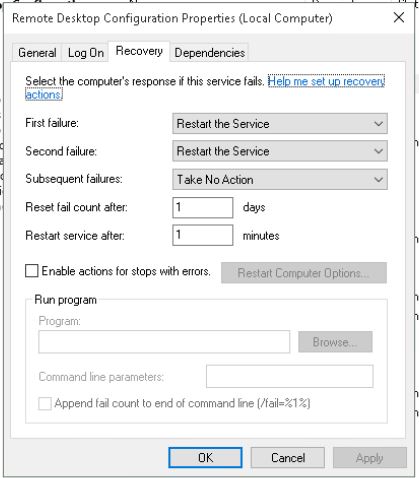 Remote Desktop Configuration Properties (Local Computer)
General Log On Recovery Dependencies
Select the computer's response if this service fails. Help me set up recovery
actions.
First failure: Restart the Service
Second failure: Restart the Service
Subsequent failures: Take No Action
Reset fail count after: 1 days
Restart service after: 1 minutes
Enable actions for stops with errors. Restart Computer Options...
Run program
Program:
Browse...
Command line parameters:
Append fail count to end of command line (/fail=%1%)
OK Cancel Apply